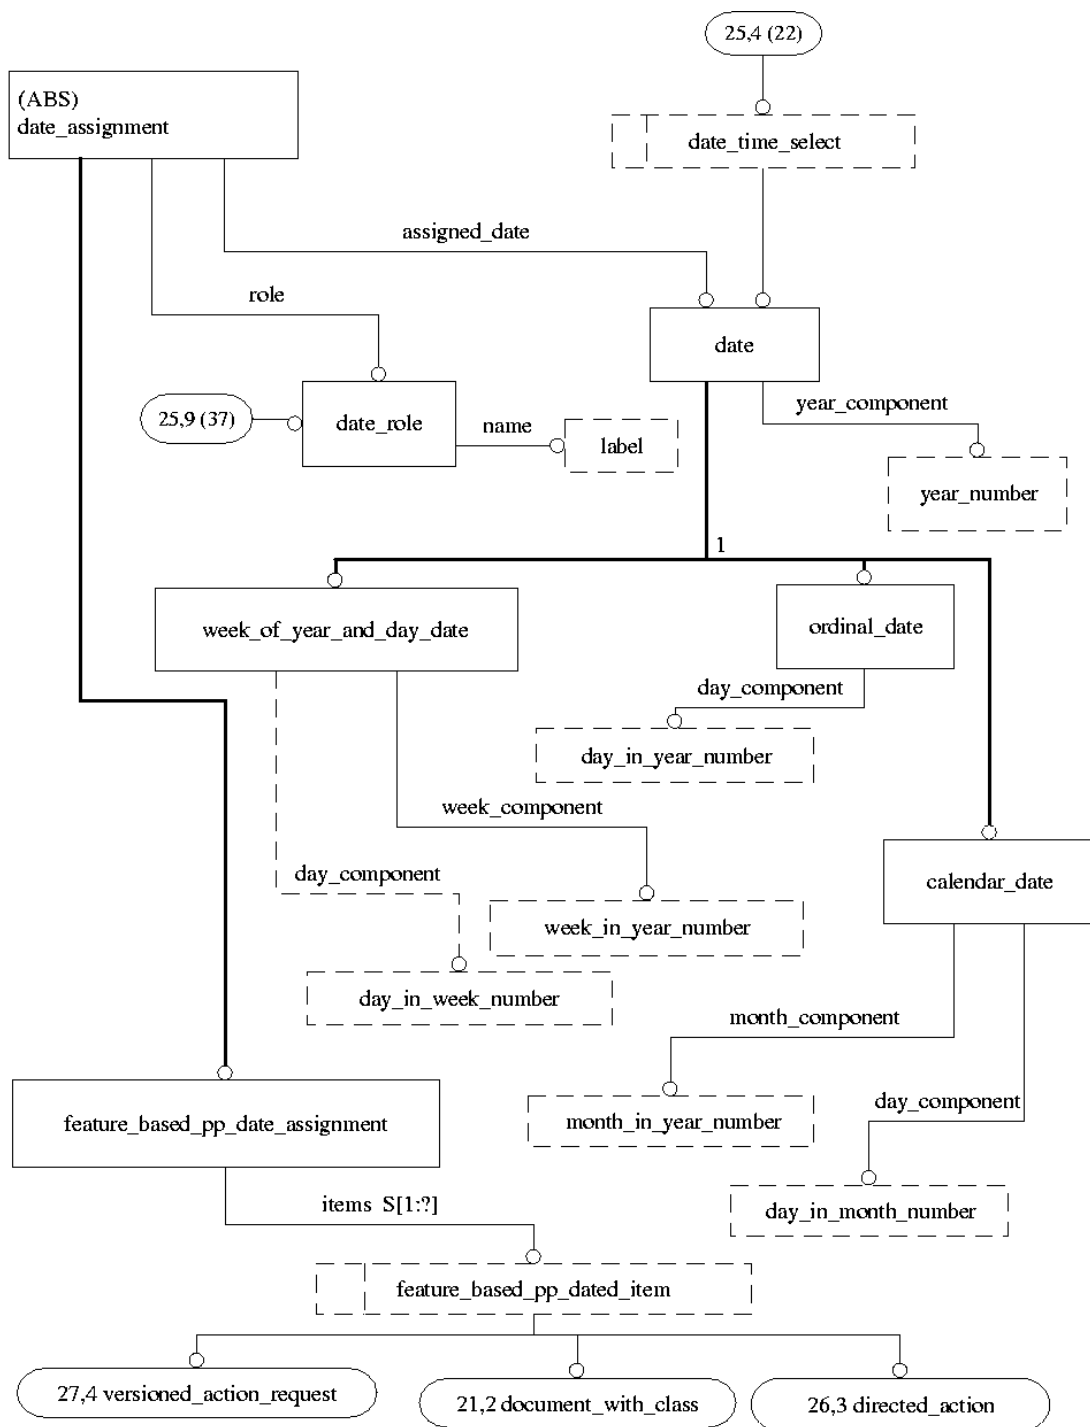 25,4 (22)
(ABS)
date_assignment
date_time_select
assigned_date
role
date
25,9 (37)
date_role
name
label
year_component
year_number
1
week_of_year_and_day_date
ordinal_date
day_component
day_in_year_number
week_component
day_component
calendar_date
week_in_year_number
day_in_week_number
month_component
feature_based_pp_date_assignment
month_in_year_number
day_component
items S[1:?]
day_in_month_number
feature_based_pp_dated_item
27,4 versioned_action_request
21,2 document_with_class
26,3 directed_action